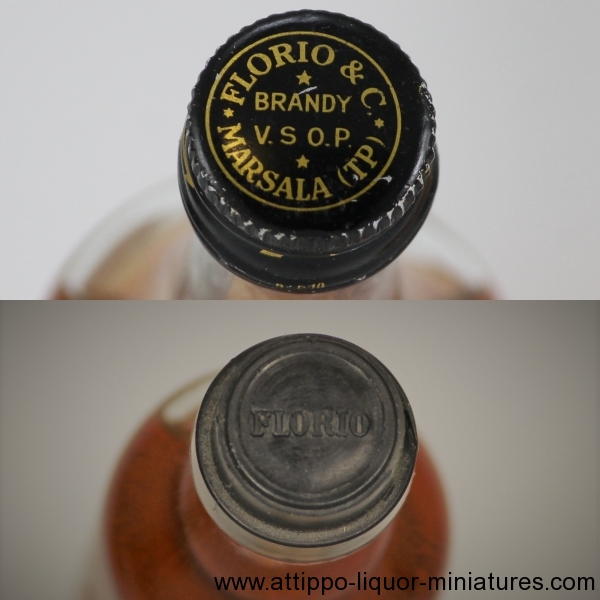 FLORIO & C.
BRANDY
V. S O. P.
MARSALA (TP)
FLORIO
www.attippo-liquor-miniatures.com